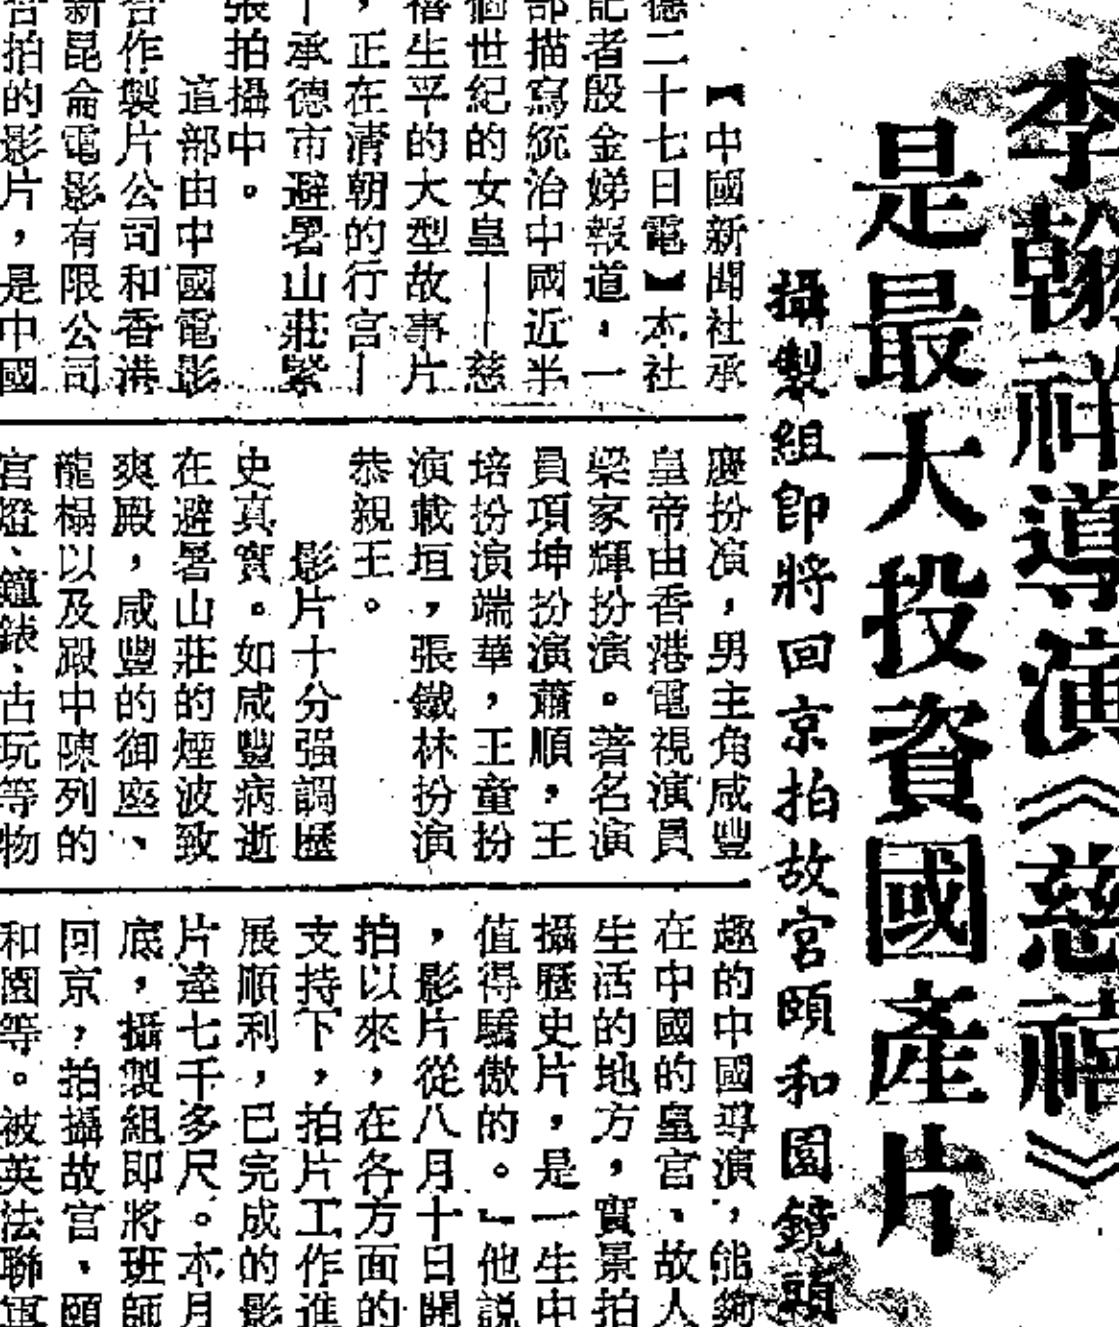 李翰祥導演《慈禧》
是最大投資國產片
攝製組即將回京拍故宮頤和園鏡頭
【中國新聞社承
德二十七日電】本社
記者殷金娣報道：一
部描寫統治中國近半
個世紀的女皇——慈
禧生平的大型故事片
，正在清朝的行宮—
—承德市避暑山莊緊
張拍攝中。
這部由中國電影
合作製片公司和香港
新昆侖電影有限公司
合拍的影片，是中國
慶扮演，男主角咸豐
皇帝由香港電視演員
梁家輝扮演。著名演
員項坤扮演蕭順，王
培扮演端華，王童扮
演載垣，張鐵林扮演
恭親王。
影片十分强調歷
史真實。如咸豐病逝
在避暑山莊的煙波致
爽殿，咸豐的御座、
龍榻以及殿中陳列的
宮燈、鐘錶、古玩等物
趣的中國導演，能夠
在中國的皇宮、故人
生活的地方，實景拍
攝歷史片，是一生中
值得驕傲的。」他説
，影片從八月十日開
拍以來，在各方面的
支持下，拍片工作進
展順利，已完成的影
片達七千多尺。本月
底，攝製組即將班師
回京，拍攝故宮、頤
和園等。被英法聯軍